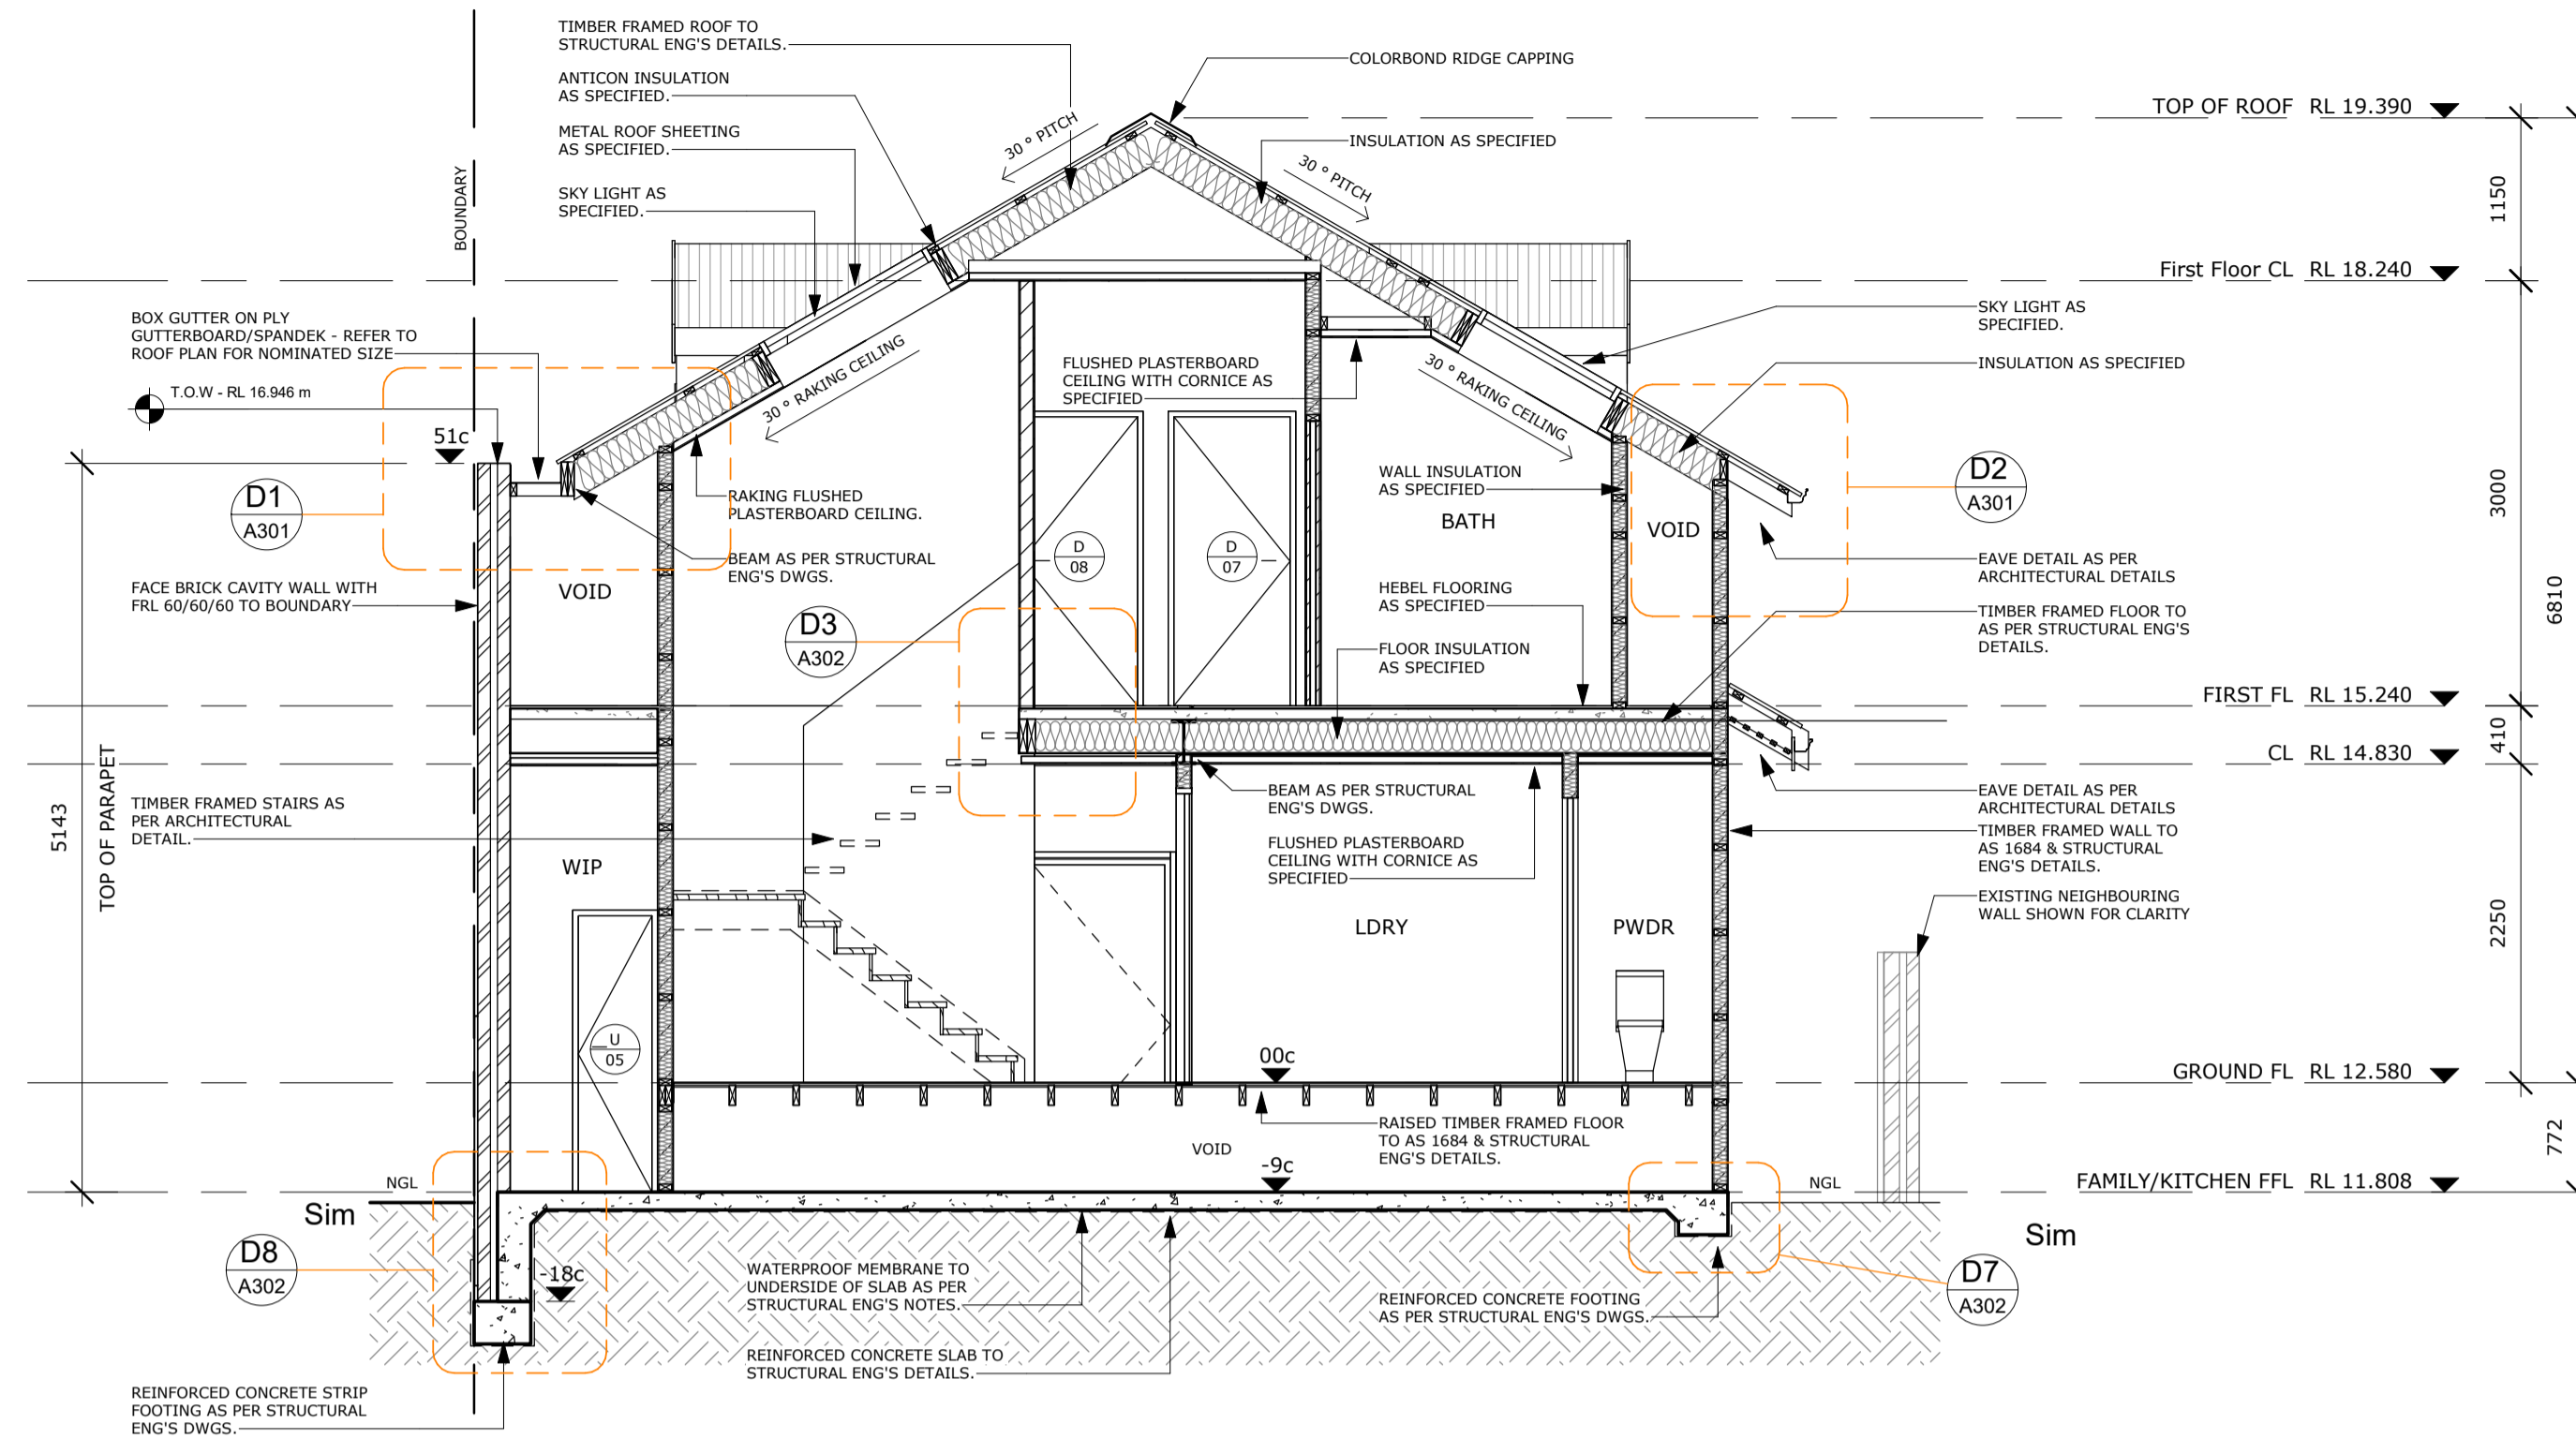 TIMBER FRAMED ROOF TO
STRUCTURAL ENG'S DETAILS.
ANTICON INSULATION
AS SPECIFIED.
METAL ROOF SHEETING
AS SPECIFIED.
SKY LIGHT AS
SPECIFIED.
BOUNDARY
COLORBOND RIDGE CAPPING
INSULATION AS SPECIFIED
30 ° PITCH
30 ° PITCH
TOP OF ROOF RL 19.390
1150
First Floor CL RL 18.240
SKY LIGHT AS
SPECIFIED.
INSULATION AS SPECIFIED
BOX GUTTER ON PLY
GUTTERBOARD/SPANDEK - REFER TO
ROOF PLAN FOR NOMINATED SIZE
T.O.W - RL 16.946 m
51c
D1
A301
30 ° RAKING CEILING
FLUSHED PLASTERBOARD
CEILING WITH CORNICE AS
SPECIFIED
30 ° RAKING CEILING
WALL INSULATION
AS SPECIFIED
BATH
VOID
D2
A301
3000
RAKING FLUSHED
PLASTERBOARD CEILING.
BEAM AS PER STRUCTURAL
ENG'S DWGS.
D
08
D
07
EAVE DETAIL AS PER
ARCHITECTURAL DETAILS
FACE BRICK CAVITY WALL WITH
FRL 60/60/60 TO BOUNDARY
VOID
HEBEL FLOORING
AS SPECIFIED
TIMBER FRAMED FLOOR TO
AS PER STRUCTURAL ENG'S
DETAILS.
6810
D3
A302
FLOOR INSULATION
AS SPECIFIED
FIRST FL RL 15.240
410
CL RL 14.830
TOP OF PARAPET
5143
TIMBER FRAMED STAIRS AS
PER ARCHITECTURAL
DETAIL.
BEAM AS PER STRUCTURAL
ENG'S DWGS.
FLUSHED PLASTERBOARD
CEILING WITH CORNICE AS
SPECIFIED
EAVE DETAIL AS PER
ARCHITECTURAL DETAILS
TIMBER FRAMED WALL TO
AS 1684 & STRUCTURAL
ENG'S DETAILS.
EXISTING NEIGHBOURING
WALL SHOWN FOR CLARITY
WIP
LDRY
PWDR
2250
U
05
00c
GROUND FL RL 12.580
RAISED TIMBER FRAMED FLOOR
TO AS 1684 & STRUCTURAL
ENG'S DETAILS.
VOID
-9c
772
NGL
NGL
FAMILY/KITCHEN FFL RL 11.808
Sim
Sim
D8
A302
-18c
WATERPROOF MEMBRANE TO
UNDERSIDE OF SLAB AS PER
STRUCTURAL ENG'S NOTES.
REINFORCED CONCRETE FOOTING
AS PER STRUCTURAL ENG'S DWGS.
D7
A302
REINFORCED CONCRETE SLAB TO
STRUCTURAL ENG'S DETAILS.
REINFORCED CONCRETE STRIP
FOOTING AS PER STRUCTURAL
ENG'S DWGS.